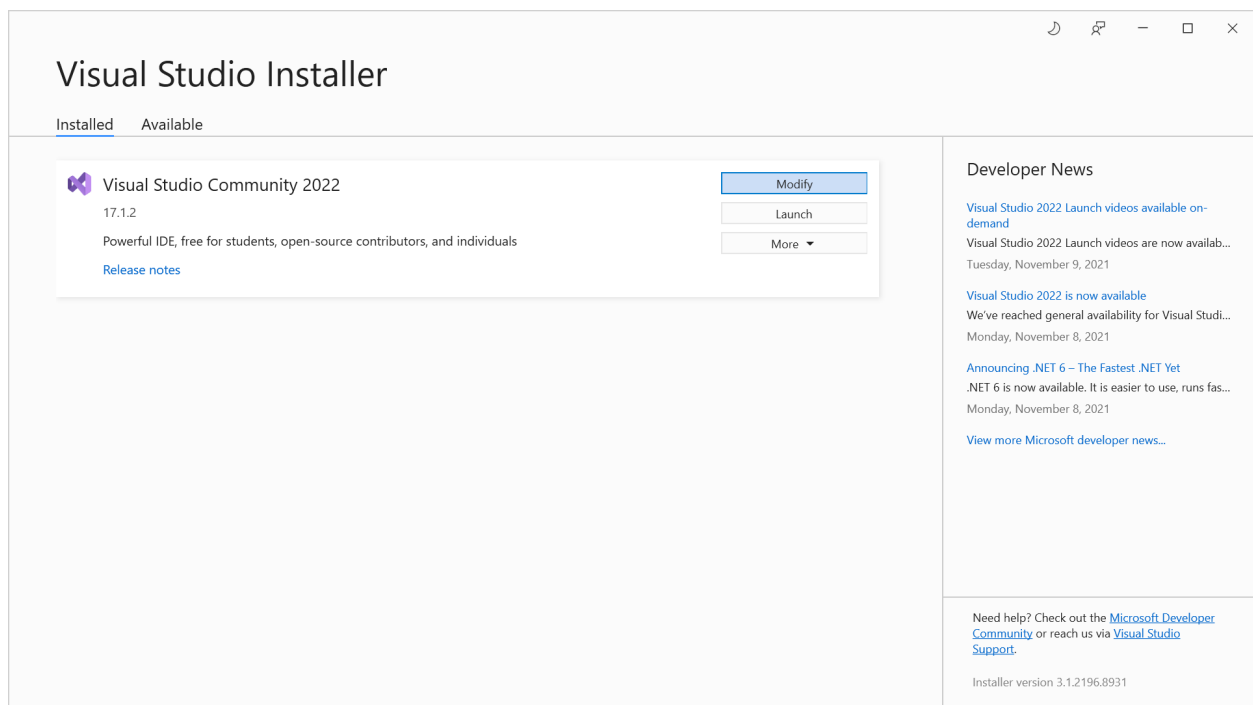 Visual Studio Installer
Installed Available
Visual Studio Community 2022
17.1.2
Powerful IDE, free for students, open-source contributors, and individuals
Release notes
Modify
Launch
More
Developer News
Visual Studio 2022 Launch videos available on-
demand
Visual Studio 2022 Launch videos are now availab...
Tuesday, November 9, 2021
Visual Studio 2022 is now available
We've reached general availability for Visual Studi...
Monday, November 8, 2021
Announcing .NET 6 – The Fastest .NET Yet
.NET 6 is now available. It is easier to use, runs fas...
Monday, November 8, 2021
View more Microsoft developer news...
Need help? Check out the Microsoft Developer
Community or reach us via Visual Studio
Support.
Installer version 3.1.2196.8931